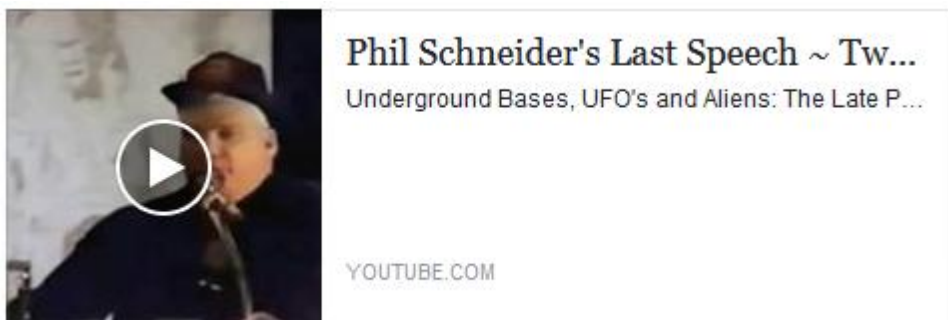 Phil Schneider's Last Speech ~ Tw...
Underground Bases, UFO's and Aliens: The Late P...
YOUTUBE.COM